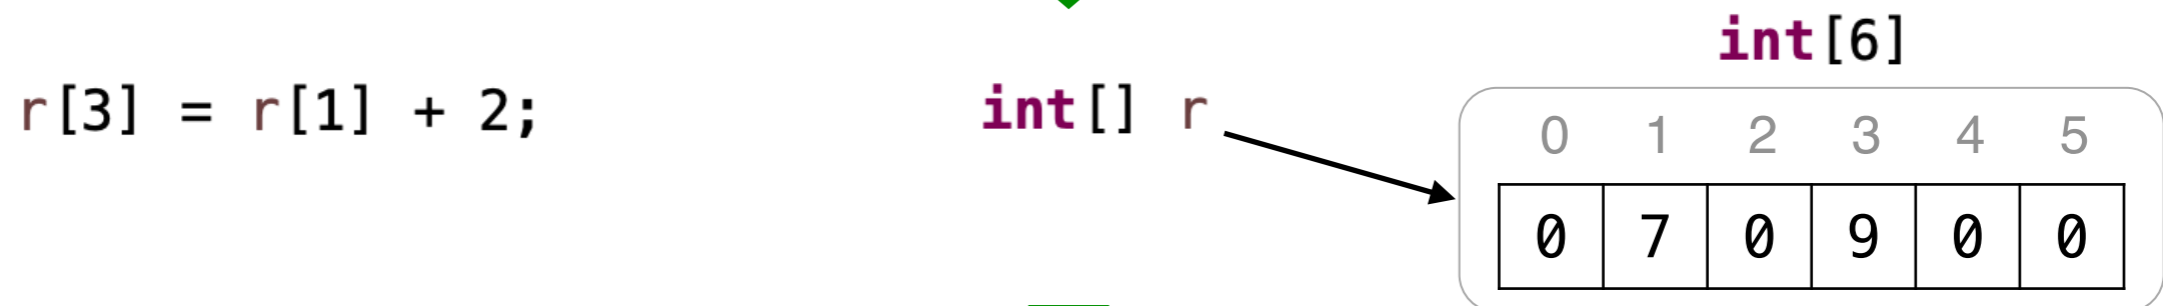 int[6]
r[3] = r[1] + 2;
int[] r
0 1 2 3 4 5
0 7 0 9 0 0